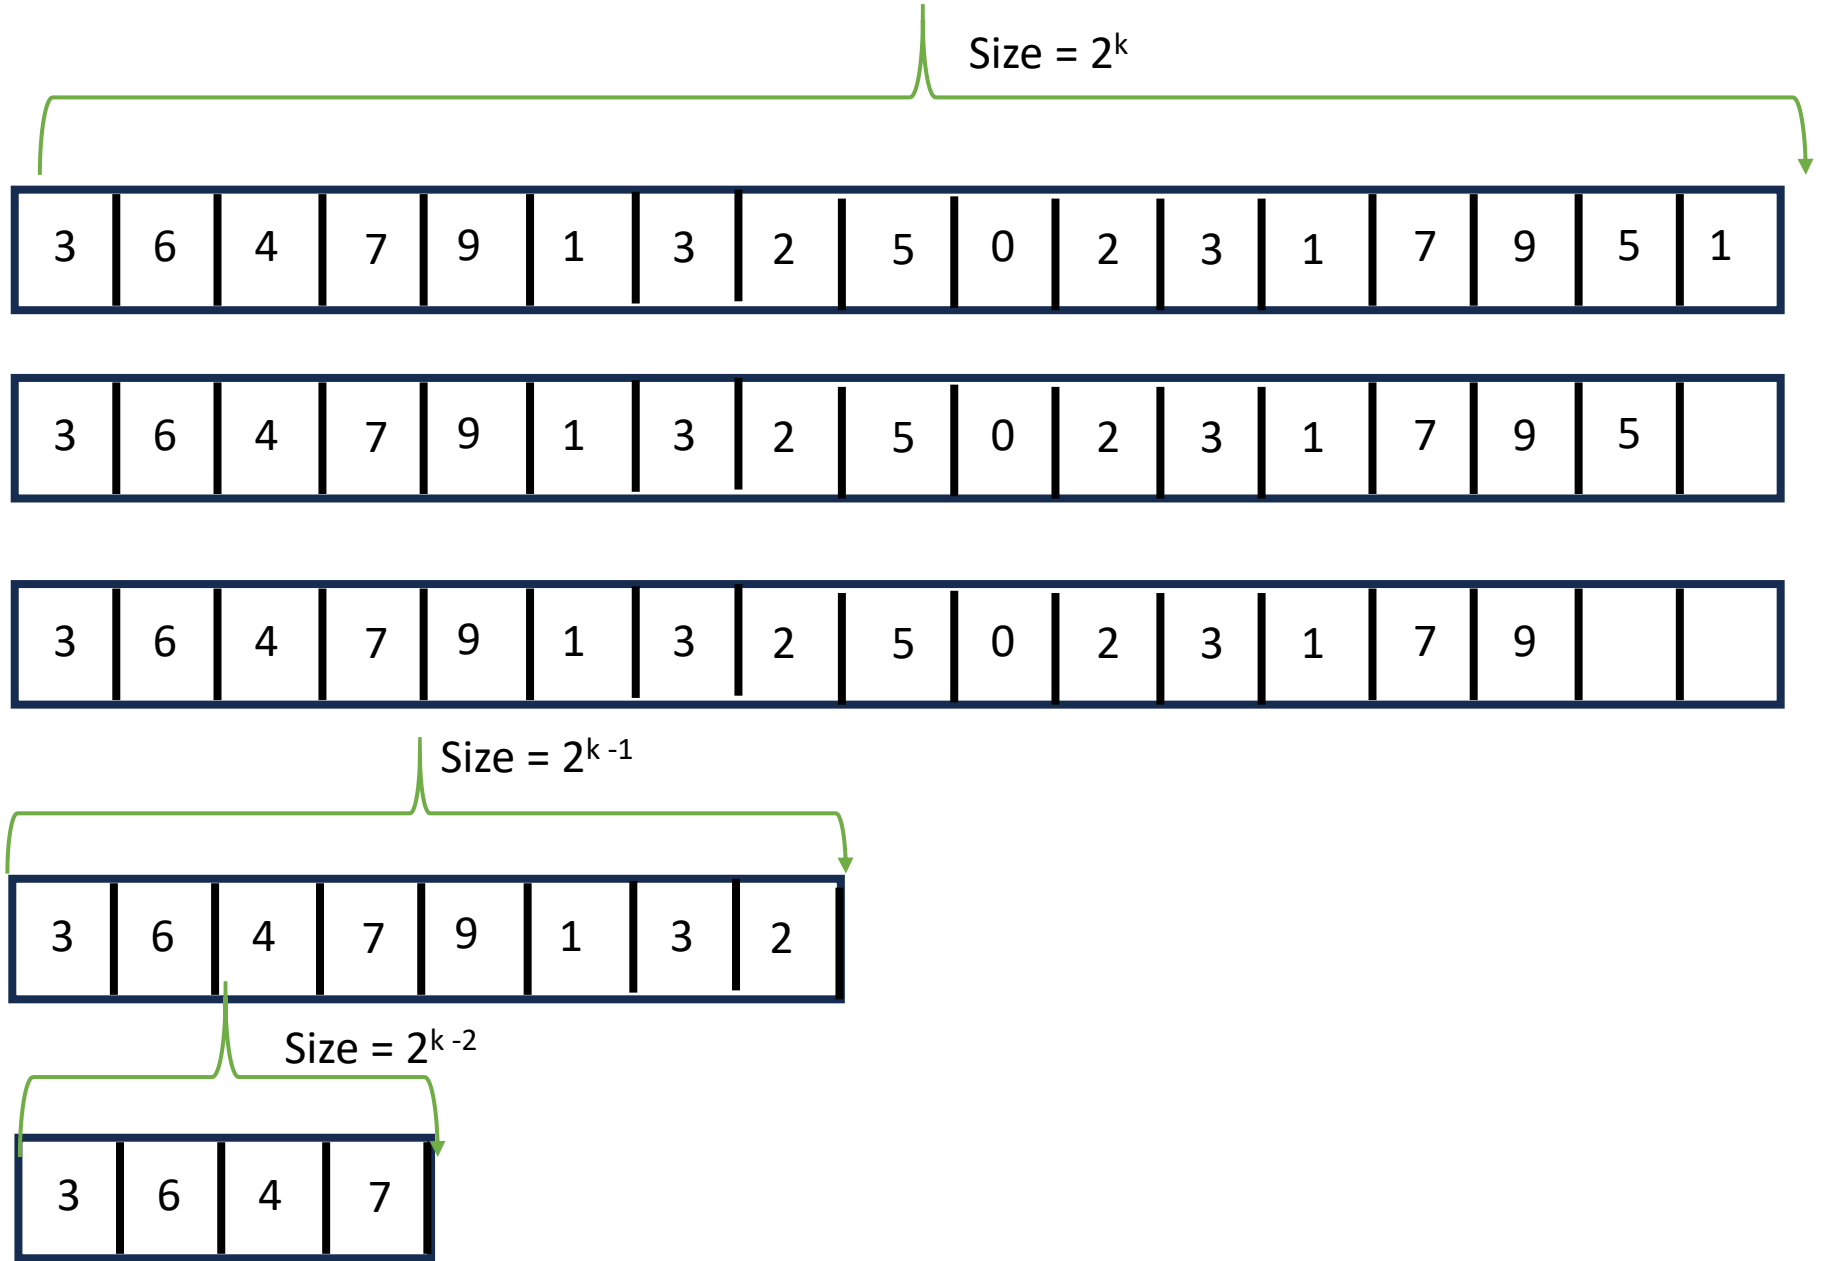 Size = 2^k
3 6 4 7 9 1 3 2 5 0 2 3 1 7 9 5 1
3 6 4 7 9 1 3 2 5 0 2 3 1 7 9 5
3 6 4 7 9 1 3 2 5 0 2 3 1 7 9
Size = 2^k -1
3 6 4 7 9 1 3 2
Size = 2^k -2
3 6 4 7